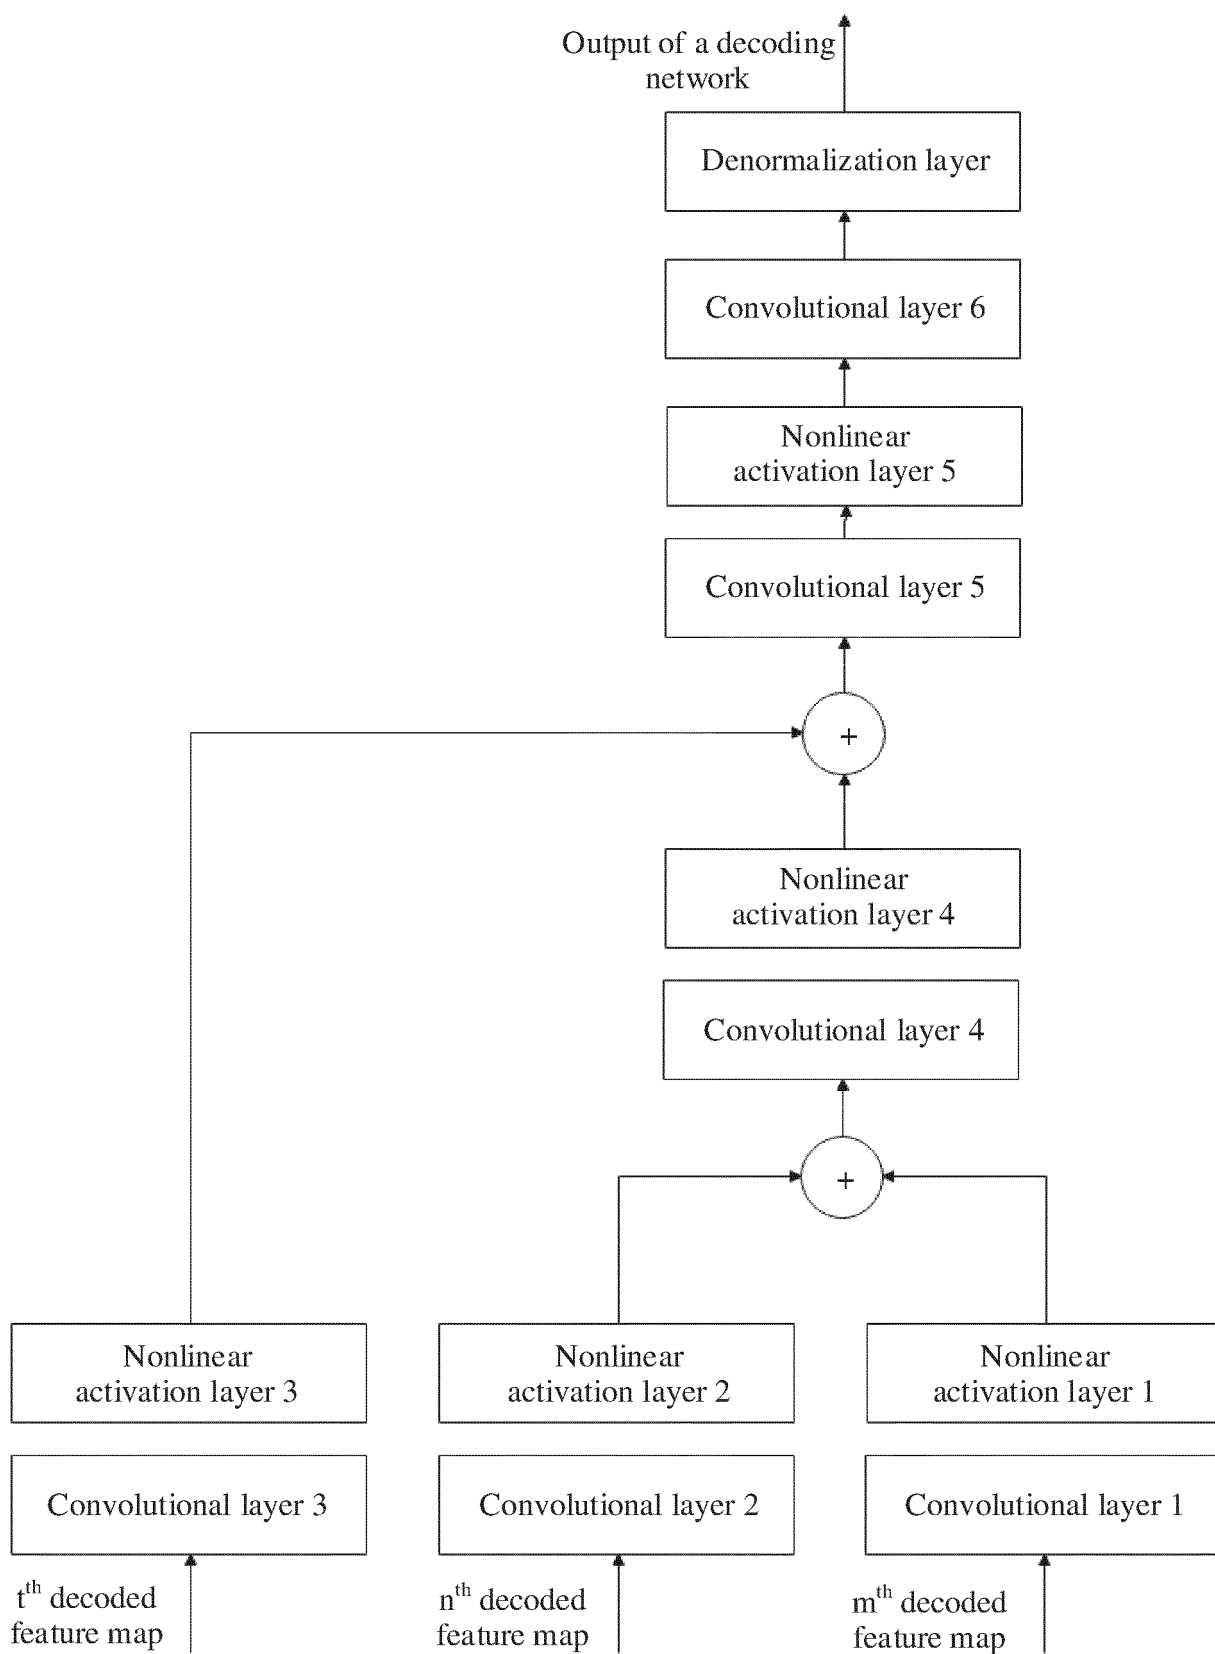 Output of a decoding
network
Denormalization layer
Convolutional layer 6
Nonlinear
activation layer 5
Convolutional layer 5
+
Nonlinear
activation layer 4
Convolutional layer 4
+
Nonlinear
activation layer 3
Nonlinear
activation layer 2
Nonlinear
activation layer 1
Convolutional layer 3
Convolutional layer 2
Convolutional layer 1
tth decoded
feature map
nth decoded
feature map
mth decoded
feature map